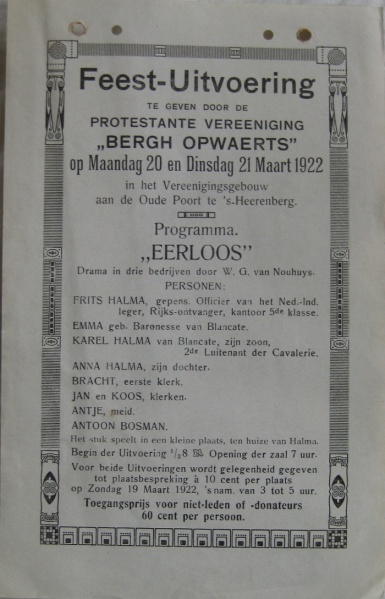 Feest-Uitvoering
TE GEVEN DOOR DE
PROTESTANTE VEREENIGING
„BERGH OPWAERTS”
op Maandag 20 en Dinsdag 21 Maart 1922
in het Vereenigingsgebouw
aan de Oude Poort te 's-Heerenberg.
Programma.
„EERLOOS”
Drama in drie bedrijven door W. G. van Nouhuys.
PERSONEN:
FRITS HALMA, gepens. Officier van het Ned.-Ind.
leger, Rijks-ontvanger, kantoor 5de klasse.
EMMA geb. Baronesse van Blancate.
KAREL HALMA van Blancate, zijn zoon,
2de Luitenant der Cavalerie.
ANNA HALMA, zijn dochter.
BRACHT, eerste klerk.
JAN en KOOS, klerken.
ANTJE, meid.
ANTOON BOSMAN.
Het stuk speelt in een kleine plaats, ten huize van Halma.
Begin der Uitvoering 1/2 8 uur. Opening der zaal 7 uur.
Voor beide Uitvoeringen wordt gelegenheid gegeven
tot plaatsbespreking à 10 cent per plaats
op Zondag 19 Maart 1922, 's nam. van 3 tot 5 uur.
Toegangsprijs voor niet-leden of -donateurs
60 cent per persoon.